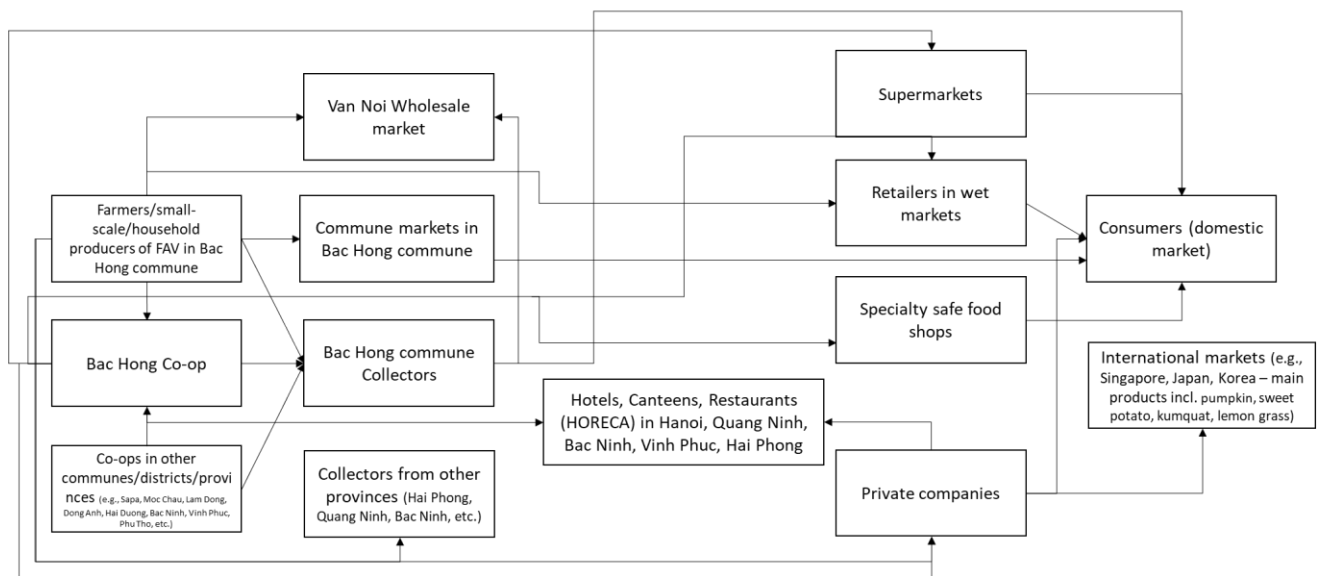 Van Noi Wholesale
market
Supermarkets
Farmers/small-
scale/household
producers of FAV in Bac
Hong commune
Commune markets in
Bac Hong commune
Retailers in wet
markets
Consumers (domestic
market)
Bac Hong Co-op
Bac Hong commune
Collectors
Specialty safe food
shops
International markets (e.g.,
Singapore, Japan, Korea – main
products incl. pumpkin, sweet
potato, kumquat, lemon grass)
Hotels, Canteens, Restaurants
(HORECA) in Hanoi, Quang Ninh,
Bac Ninh, Vinh Phuc, Hai Phong
Co-ops in other
communes/districts/provi
nces (e.g., Sapa, Moc Chau, Lam Dong,
Dong Anh, Hai Duong, Bac Ninh, Vinh Phuc,
Phu Tho, etc.)
Collectors from other
provinces (Hai Phong,
Quang Ninh, Bac Ninh, etc.)
Private companies